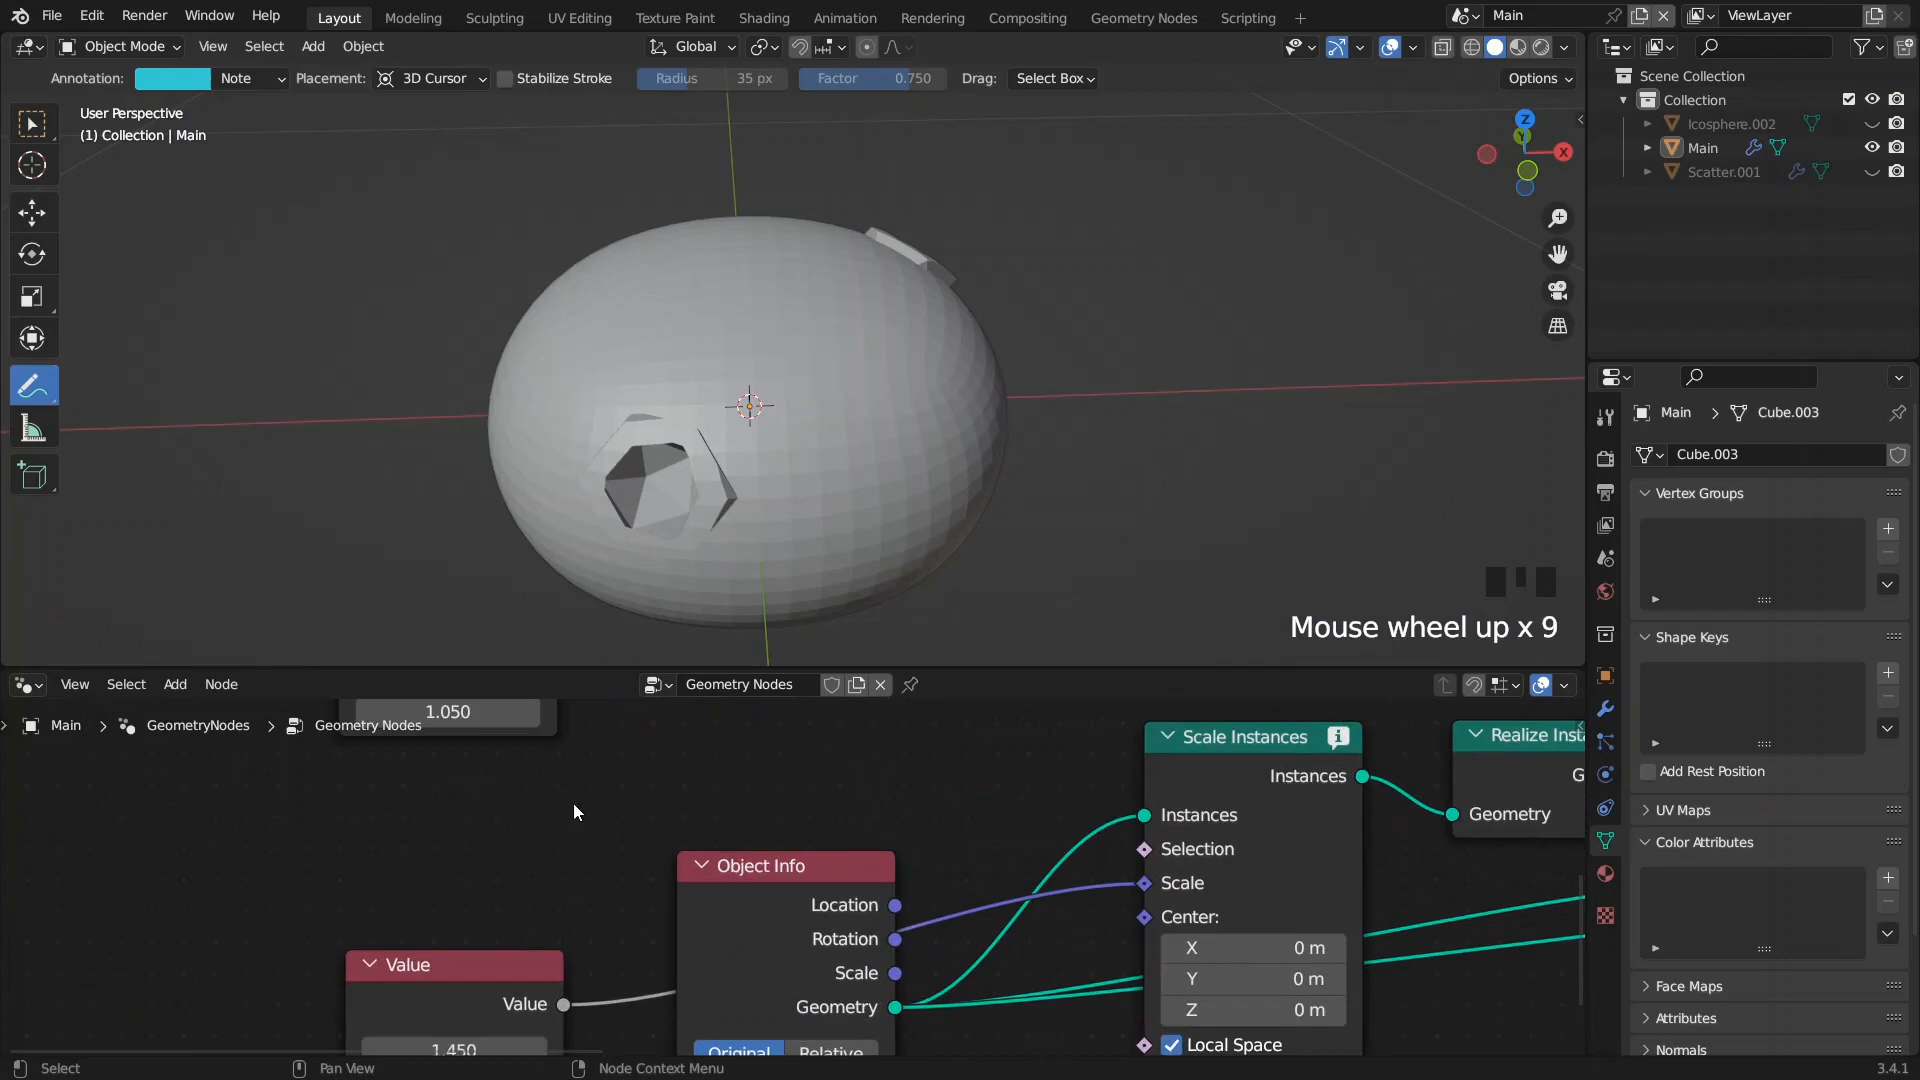 File Edit Render Window Help Layout Modeling Sculpting UV Editing Texture Paint Shading Animation Rendering Compositing Geometry Nodes Scripting + Main ViewLayer
Object Mode View Select Add Object Global
Annotation: Note Placement: 3D Cursor Stabilize Stroke Radius 35 px Factor 0.750 Drag: Select Box Options
User Perspective
(1) Collection | Main
Z
Y
X
Scene Collection
Collection
Icosphere.002
Main
Scatter.001
Mouse wheel up x 9
Main > Cube.003
Cube.003
Vertex Groups
Shape Keys
Add Rest Position
UV Maps
Color Attributes
Face Maps
Attributes
Normals
View Select Add Node Geometry Nodes
1.050
Main > GeometryNodes > Geometry Nodes
Scale Instances
Instances
Instances
Selection
Scale
Center:
X 0 m
Y 0 m
Z 0 m
Local Space
Realize Insta
G
Geometry
Object Info
Location
Rotation
Scale
Geometry
Original Relative
Value
Value
1.450
Select Pan View Node Context Menu 3.4.1